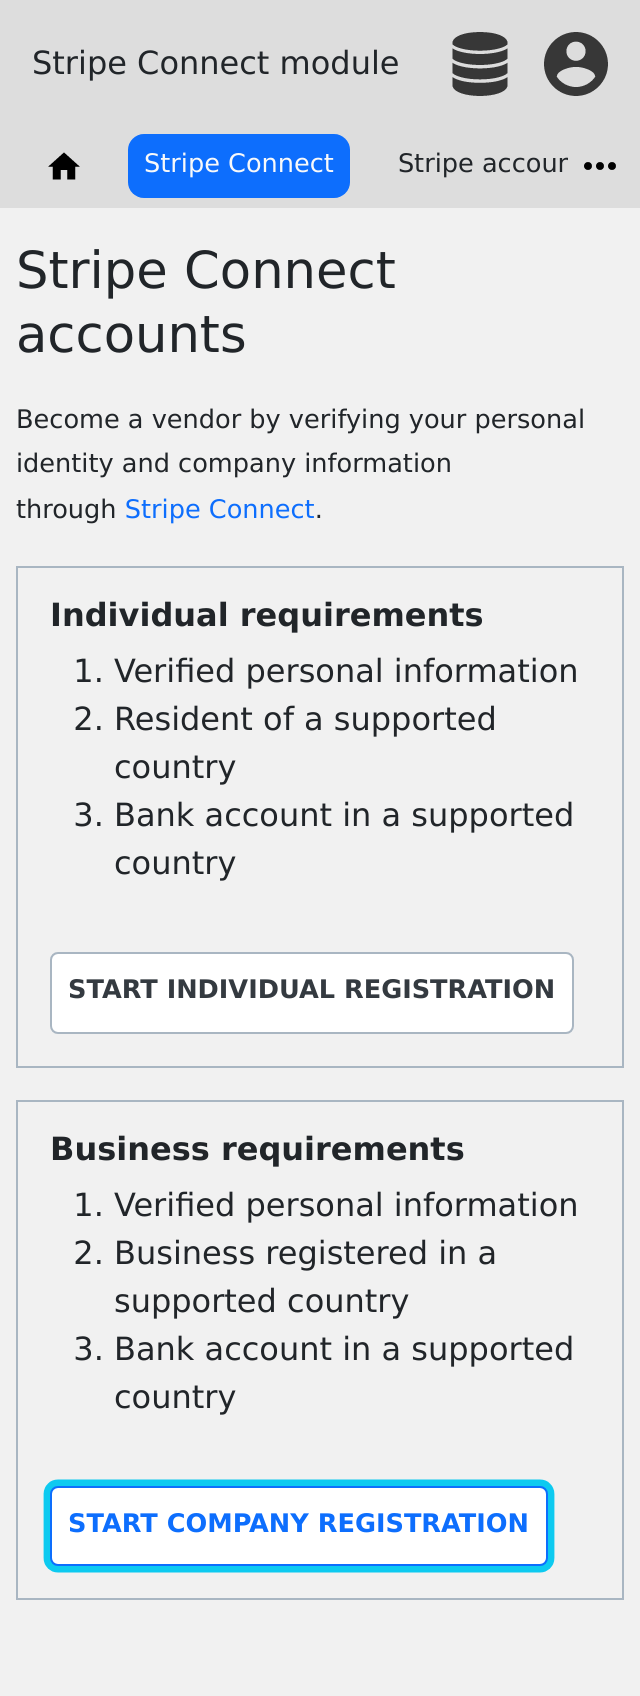 Stripe Connect module
Stripe Connect
Stripe accour
Stripe Connect
accounts
Become a vendor by verifying your personal
identity and company information
through Stripe Connect.
Individual requirements
1. Verified personal information
2. Resident of a supported
country
3. Bank account in a supported
country
START INDIVIDUAL REGISTRATION
Business requirements
1. Verified personal information
2. Business registered in a
supported country
3. Bank account in a supported
country
START COMPANY REGISTRATION